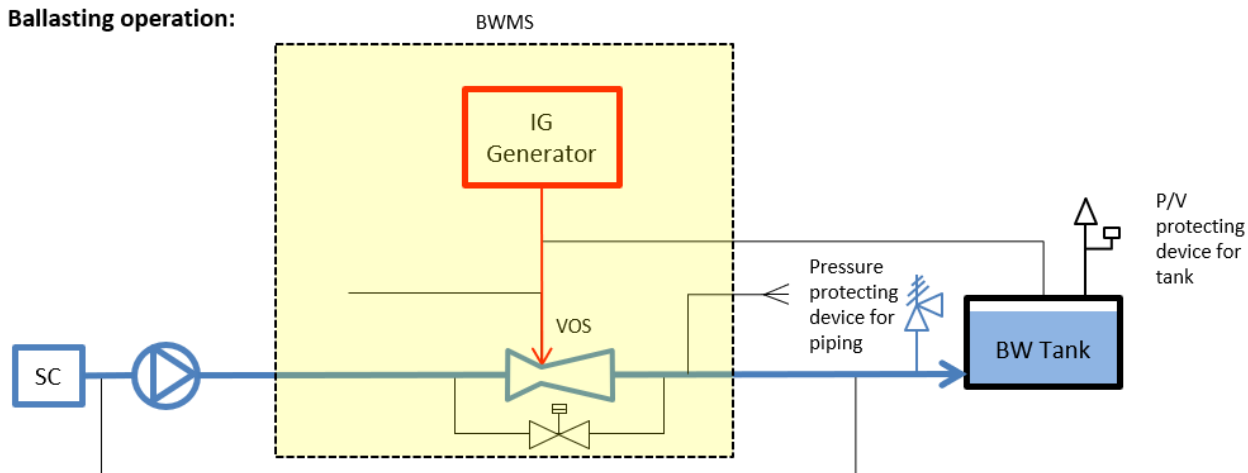 Ballasting operation:
BWMS
IG
Generator
P/V
protecting
device for
tank
Pressure
protecting
device for
piping
VOS
SC
BW Tank